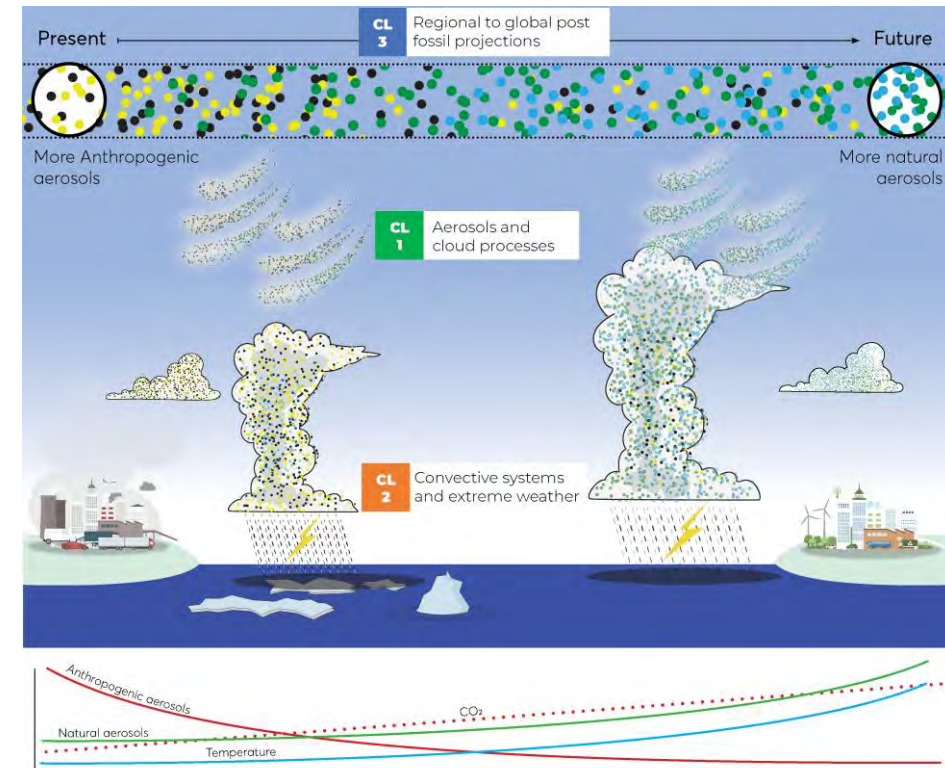 CL
3
Regional to global post
fossil projections
Present
Future
More Anthropogenic
aerosols
More natural
aerosols
CL
1
Aerosols and
cloud processes
CL
2
Convective systems
and extreme weather
Anthropogenic aerosols
CO₂
Natural aerosols
Temperature